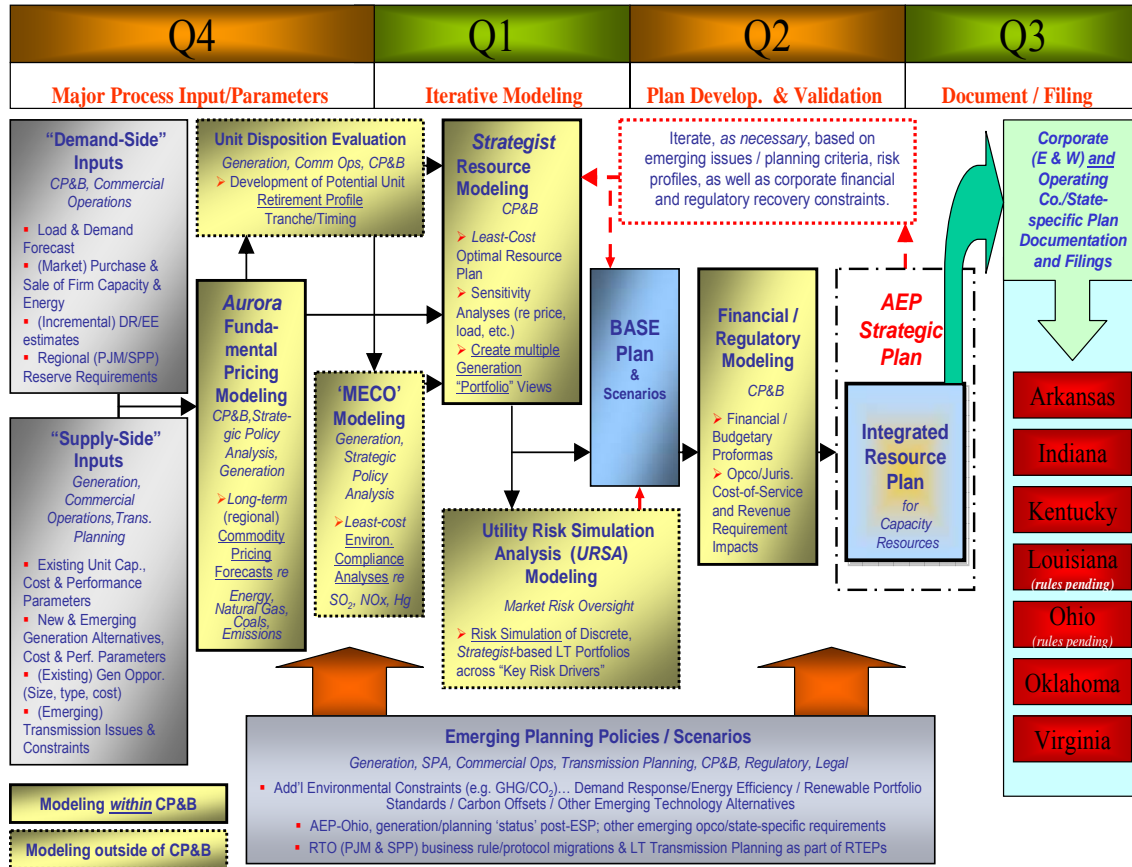 Q4
Q1
Q2
Q3
Major Process Input/Parameters
Iterative Modeling
Plan Develop. & Validation
Document / Filing
“Demand-Side”
Inputs
CP&B, Commercial
Operations
▪ Load & Demand
Forecast
▪ (Market) Purchase &
Sale of Firm Capacity &
Energy
▪ (Incremental) DR/EE
estimates
▪ Regional (PJM/SPP)
Reserve Requirements
“Supply-Side”
Inputs
Generation,
Commercial
Operations,Trans.
Planning
▪ Existing Unit Cap.,
Cost & Performance
Parameters
▪ New & Emerging
Generation Alternatives,
Cost & Perf. Parameters
▪ (Existing) Gen Oppor.
(Size, type, cost)
▪ (Emerging)
Transmission Issues &
Constraints
Modeling within CP&B
Modeling outside of CP&B
Unit Disposition Evaluation
Generation, Comm Ops, CP&B
➢ Development of Potential Unit
Retirement Profile
Tranche/Timing
Aurora
Funda-
mental
Pricing
Modeling
CP&B,Strate-
gic Policy
Analysis,
Generation
➢Long-term
(regional)
Commodity
Pricing
Forecasts re
Energy,
Natural Gas,
Coals,
Emissions
‘MECO’
Modeling
Generation,
Strategic
Policy
Analysis
➢Least-cost
Environ.
Compliance
Analyses re
SO2, NOx, Hg
Strategist
Resource
Modeling
CP&B
➢ Least-Cost
Optimal Resource
Plan
➢ Sensitivity
Analyses (re price,
load, etc.)
➢ Create multiple
Generation
“Portfolio” Views
Utility Risk Simulation
Analysis (URSA)
Modeling
Market Risk Oversight
➢ Risk Simulation of Discrete,
Strategist-based LT Portfolios
across “Key Risk Drivers”
Iterate, as necessary, based on
emerging issues / planning criteria, risk
profiles, as well as corporate financial
and regulatory recovery constraints.
BASE
Plan
&
Scenarios
Financial /
Regulatory
Modeling
CP&B
➢ Financial /
Budgetary
Proformas
➢ Opco/Juris.
Cost-of-Service
and Revenue
Requirement
Impacts
AEP
Strategic
Plan
Integrated
Resource
Plan
for
Capacity
Resources
Corporate
(E & W) and
Operating
Co./State-
specific Plan
Documentation
and Filings
Arkansas
Indiana
Kentucky
Louisiana
(rules pending)
Ohio
(rules pending)
Oklahoma
Virginia
Emerging Planning Policies / Scenarios
Generation, SPA, Commercial Ops, Transmission Planning, CP&B, Regulatory, Legal
▪ Add’l Environmental Constraints (e.g. GHG/CO2)… Demand Response/Energy Efficiency / Renewable Portfolio
Standards / Carbon Offsets / Other Emerging Technology Alternatives
▪ AEP-Ohio, generation/planning ‘status’ post-ESP; other emerging opco/state-specific requirements
▪ RTO (PJM & SPP) business rule/protocol migrations & LT Transmission Planning as part of RTEPs